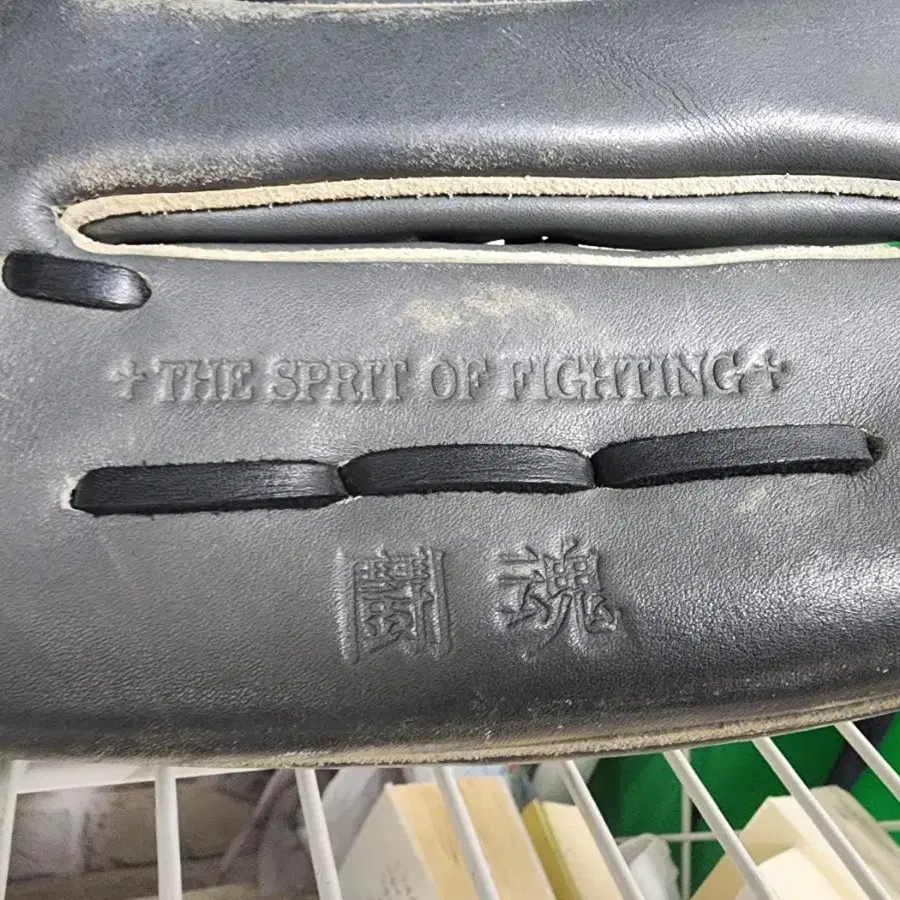 +THE SPRIT OF FIGHTING+
闘魂